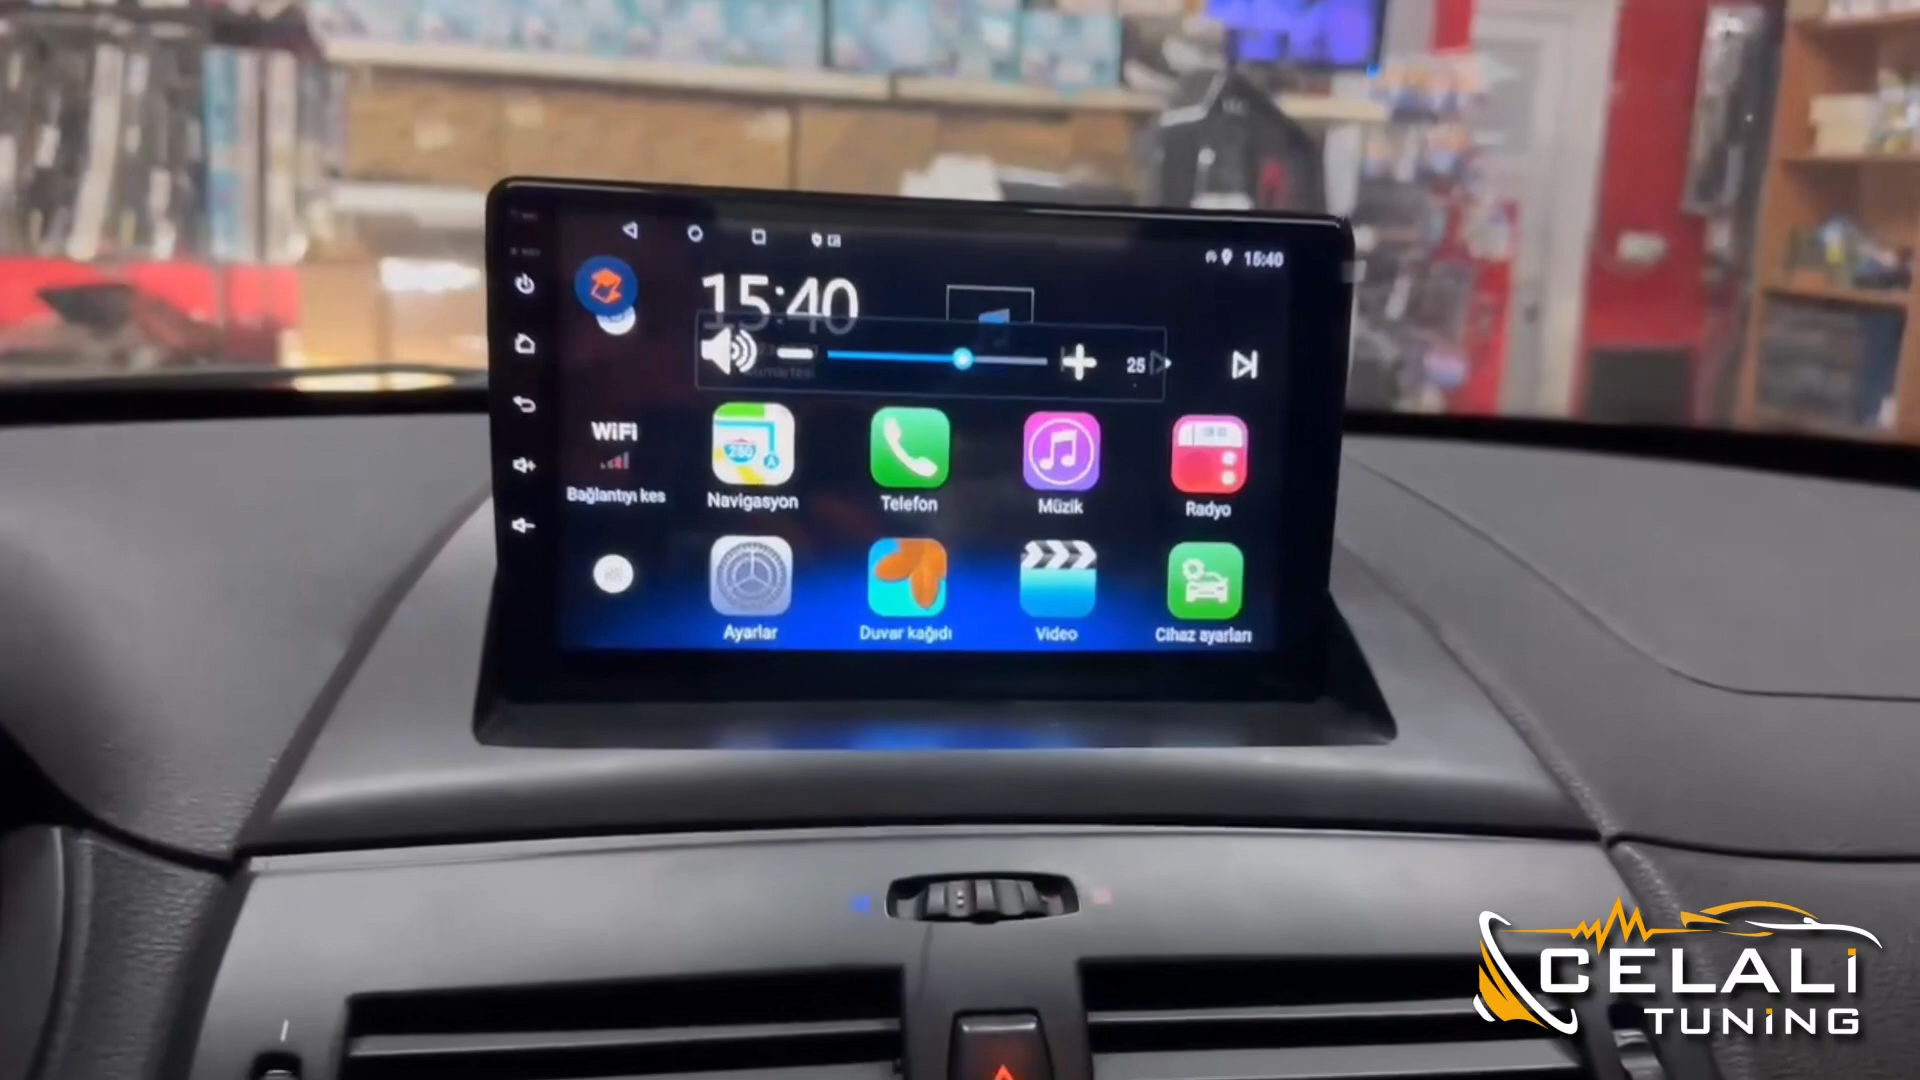 15:40
15:40
25
WiFi
Bağlantıyı kes
280
Navigasyon
Telefon
Müzik
Radyo
Ayarlar
Duvar kağıdı
Video
Cihaz ayarları
CELALi
TUNiNG